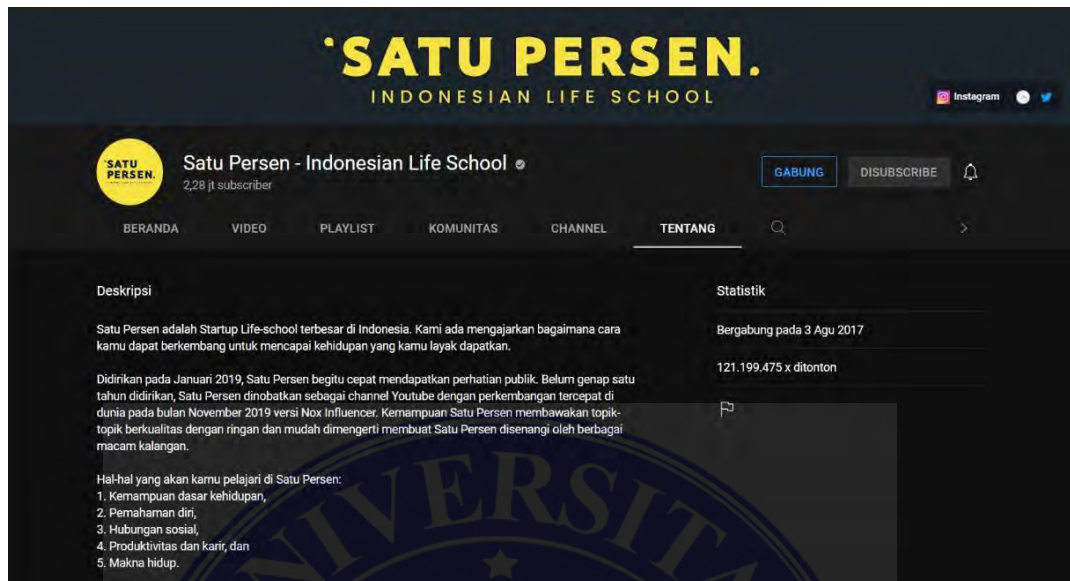 'SATU PERSEN.
INDONESIAN LIFE SCHOOL
Instagram
'SATU
PERSEN.
Satu Persen - Indonesian Life School
2,28 jt subscriber
GABUNG
DISUBSCRIBE
BERANDA
VIDEO
PLAYLIST
KOMUNITAS
CHANNEL
TENTANG
Deskripsi
Satu Persen adalah Startup Life-school terbesar di Indonesia. Kami ada mengajarkan bagaimana cara
kamu dapat berkembang untuk mencapai kehidupan yang kamu layak dapatkan.
Didirikan pada Januari 2019, Satu Persen begitu cepat mendapatkan perhatian publik. Belum genap satu
tahun didirikan, Satu Persen dinobatkan sebagai channel Youtube dengan perkembangan tercepat di
dunia pada bulan November 2019 versi Nox Influencer. Kemampuan Satu Persen membawakan topik-
topik berkualitas dengan ringan dan mudah dimengerti membuat Satu Persen disenangi oleh berbagai
macam kalangan.
Hal-hal yang akan kamu pelajari di Satu Persen:
1. Kemampuan dasar kehidupan,
2. Pemahaman diri,
3. Hubungan sosial,
4. Produktivitas dan karir, dan
5. Makna hidup.
Statistik
Bergabung pada 3 Agu 2017
121.199.475 x ditonton
UNIVERSITA